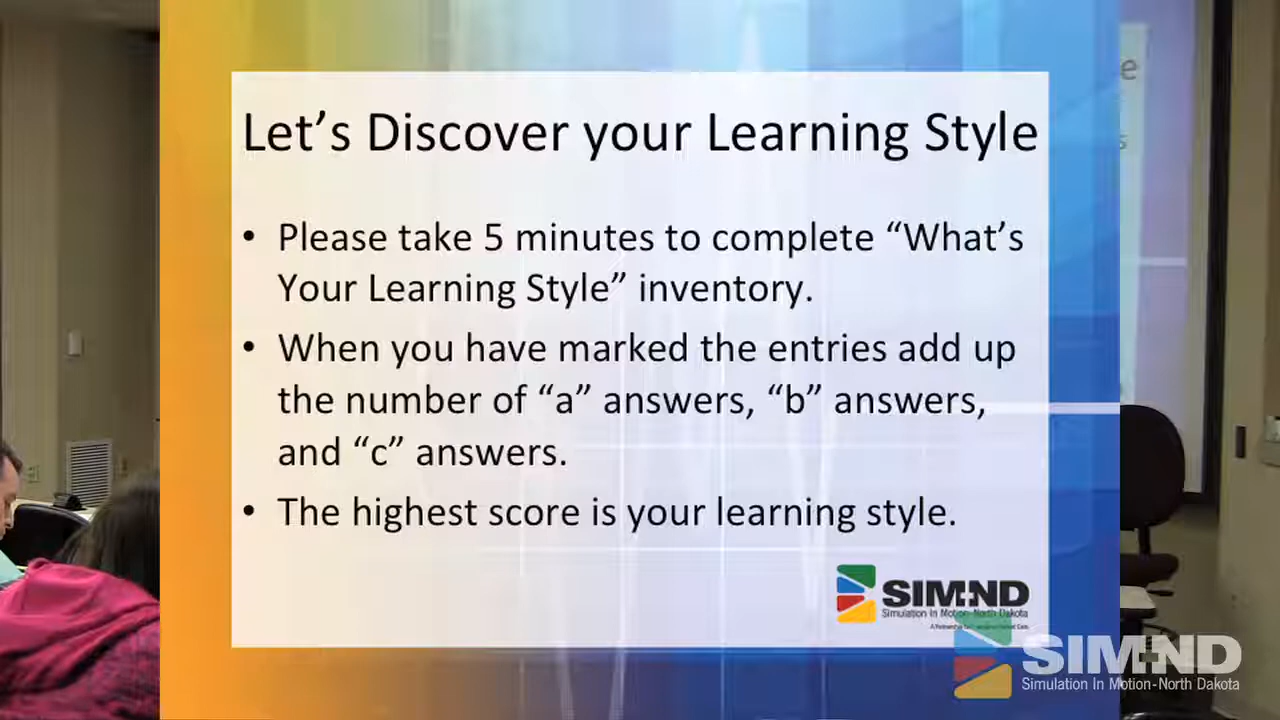 Let's Discover your Learning Style
• Please take 5 minutes to complete “What's
Your Learning Style” inventory.
• When you have marked the entries add up
the number of “a” answers, “b” answers,
and “c” answers.
• The highest score is your learning style.
SIM-ND
Simulation In Motion-North Dakota
SIM-ND
Simulation In Motion-North Dakota